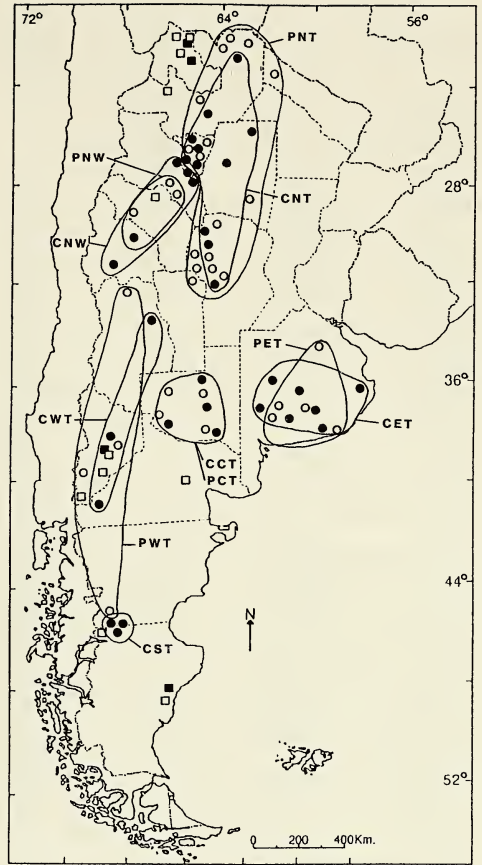 72°
64°
56°
PNT
PNW
28°
CNT
CNW
PET
36°
CWT
CET
CCT
PCT
PWT
44°
N
CST
52°
0 200 400Km.